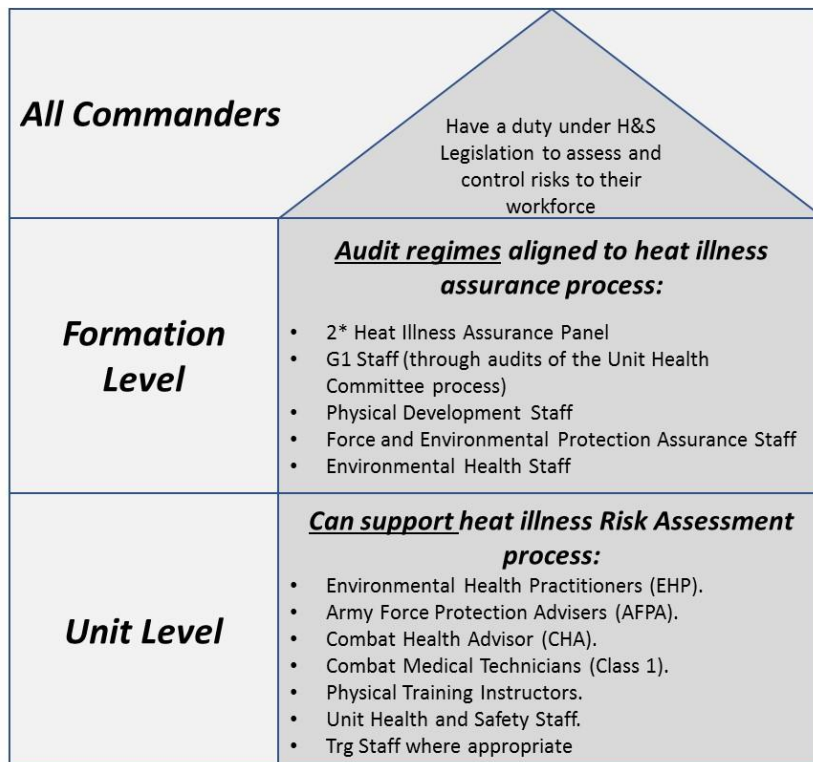 All Commanders
Have a duty under H&S
Legislation to assess and
control risks to their
workforce
Formation
Level
Audit regimes aligned to heat illness
assurance process:
• 2* Heat Illness Assurance Panel
• G1 Staff (through audits of the Unit Health
Committee process)
• Physical Development Staff
• Force and Environmental Protection Assurance Staff
• Environmental Health Staff
Unit Level
Can support heat illness Risk Assessment
process:
• Environmental Health Practitioners (EHP).
• Army Force Protection Advisers (AFPA).
• Combat Health Advisor (CHA).
• Combat Medical Technicians (Class 1).
• Physical Training Instructors.
• Unit Health and Safety Staff.
• Trg Staff where appropriate